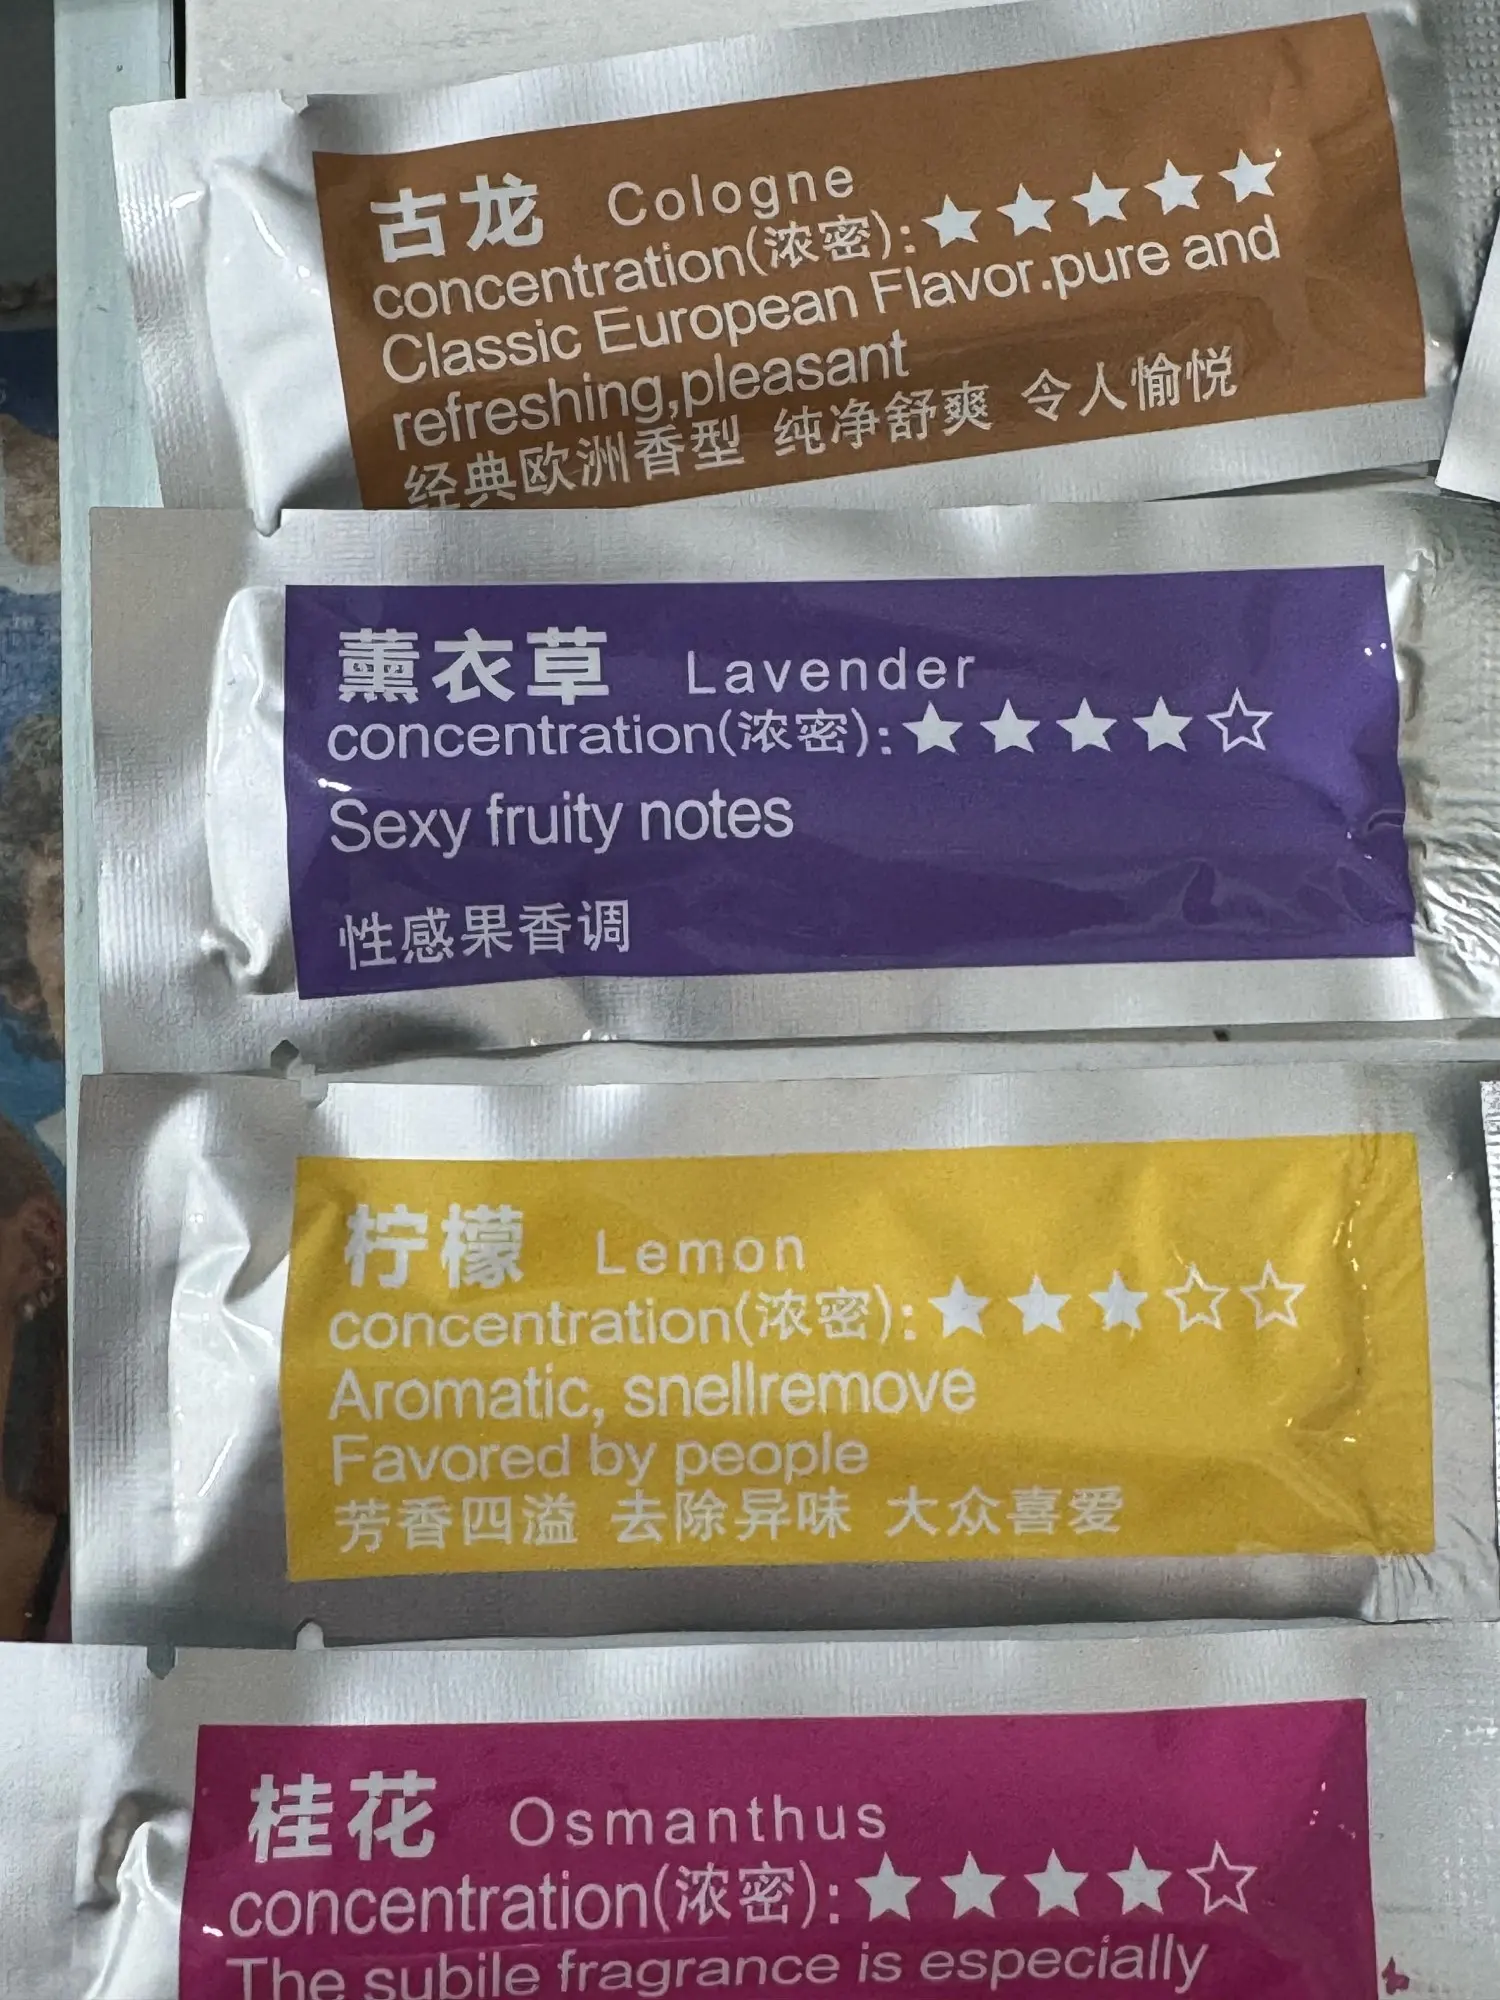 古龙 Cologne
concentration(浓密):★★★★★
Classic European Flavor.pure and
refreshing,pleasant
经典欧洲香型 纯净舒爽 令人愉悦
薰衣草 Lavender
concentration(浓密):★★★★☆
Sexy fruity notes
性感果香调
柠檬 Lemon
concentration(浓密):★★★☆☆
Aromatic, snellremove
Favored by people
芳香四溢 去除异味 大众喜爱
桂花 Osmanthus
concentration(浓密):★★★★☆
The subile fragrance is especially